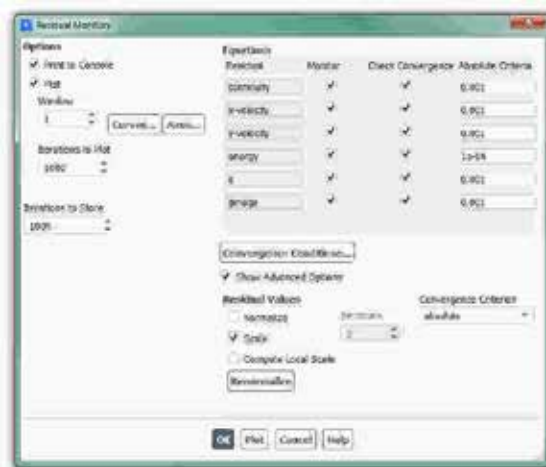 Residual Monitors
Options
Print to Console
Plot
Window
1
Curves... Axes...
Iterations to Plot
1000
Iterations to Store
1000
Equations
Residual Monitor Check Convergence Absolute Criteria
continuity 0.001
x-velocity 0.001
y-velocity 0.001
energy 1e-06
k 0.001
omega 0.001
Convergence Conditions...
Show Advanced Options
Residual Values
Normalize
Iterations
5
Scale
Compute Local Scale
Renormalize
Convergence Criterion
absolute
OK Plot Cancel Help